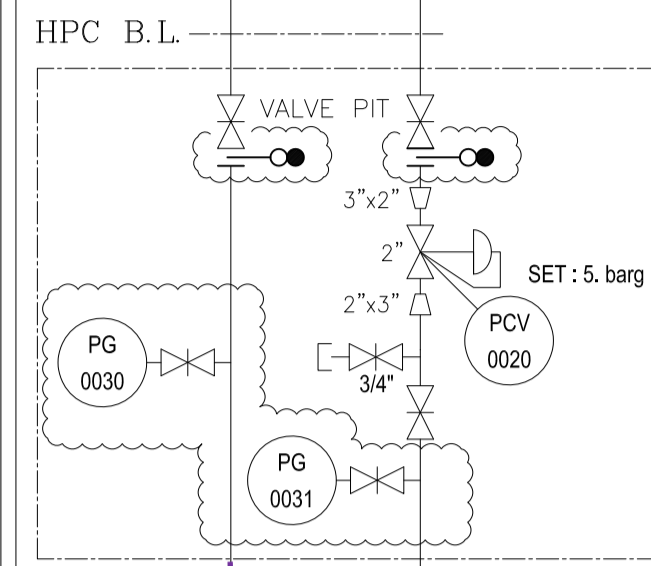 HPC B.L.
VALVE PIT
3"x2"
2"
SET : 5. barg
2"x3"
PCV
0020
PG
0030
3/4"
PG
0031